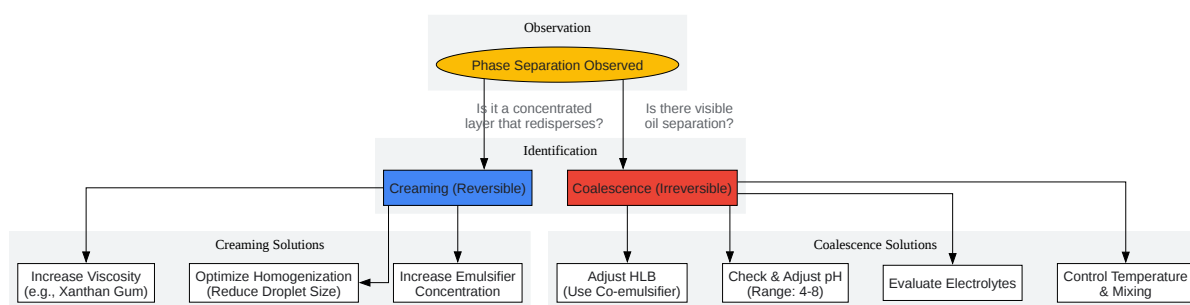 Observation
Phase Separation Observed
Is it a concentrated
layer that redisperses?
Is there visible
oil separation?
Identification
Creaming (Reversible)
Coalescence (Irreversible)
Creaming Solutions
Increase Viscosity
(e.g., Xanthan Gum)
Optimize Homogenization
(Reduce Droplet Size)
Increase Emulsifier
Concentration
Coalescence Solutions
Adjust HLB
(Use Co-emulsifier)
Check & Adjust pH
(Range: 4-8)
Evaluate Electrolytes
Control Temperature
& Mixing